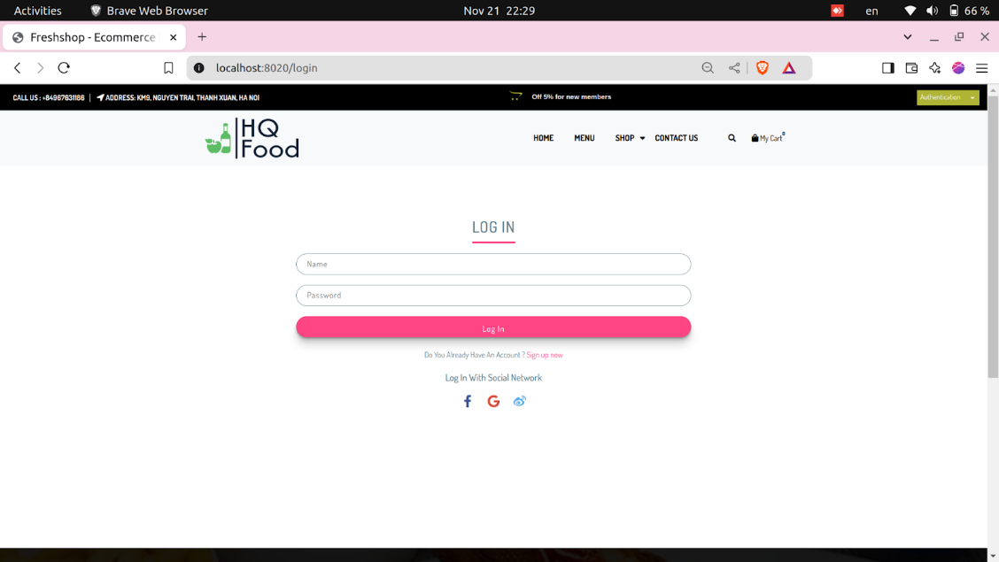 Activities Brave Web Browser Nov 21 22:29 en 66 %
Freshshop - Ecommerce
localhost:8020/login
CALL US : +84967631186 | ADDRESS: KM9, NGUYEN TRAI, THANH XUAN, HA NOI Off 5% for new members Authentication
HQ
Food
HOME MENU SHOP CONTACT US My Cart 0
LOG IN
Name
Password
Log In
Do You Already Have An Account ? Sign up now
Log In With Social Network